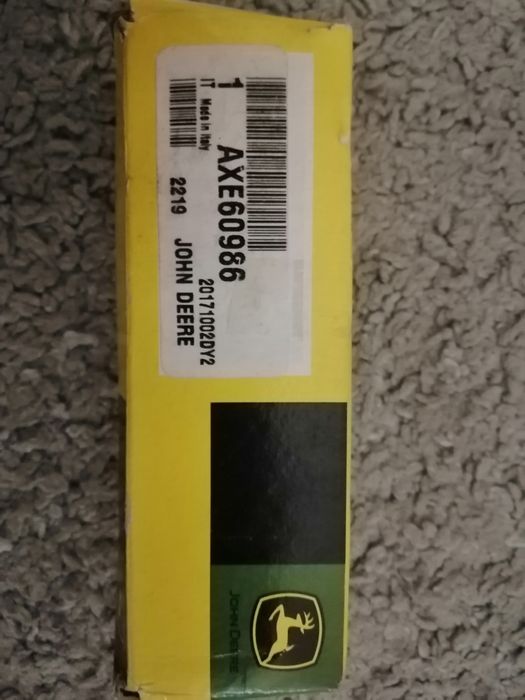 1
IT Made in Italy
AXE60986
20171002DY2
2219 JOHN DEERE
JOHN DEERE